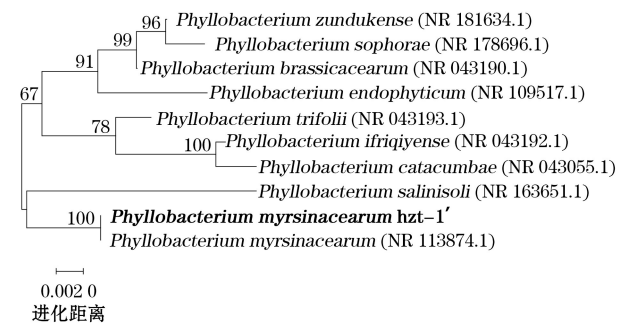 96 Phyllobacterium zundukense (NR 181634.1)
99 Phyllobacterium sophorae (NR 178696.1)
Phyllobacterium brassicacearum (NR 043190.1)
91
Phyllobacterium endophyticum (NR 109517.1)
67
Phyllobacterium trifolii (NR 043193.1)
78
100 Phyllobacterium ifriqiyense (NR 043192.1)
Phyllobacterium catacumbae (NR 043055.1)
Phyllobacterium salinisoli (NR 163651.1)
100 Phyllobacterium myrsinacearum hzt-1′
Phyllobacterium myrsinacearum (NR 113874.1)
0.002 0
进化距离